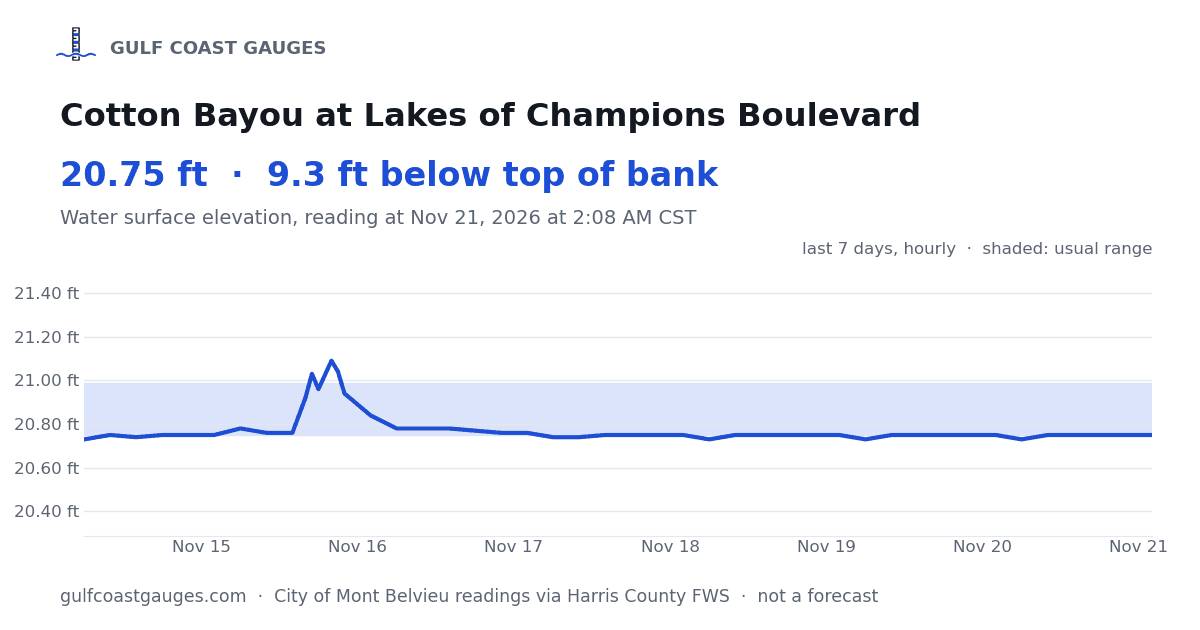 GULF COAST GAUGES
Cotton Bayou at Lakes of Champions Boulevard
20.75 ft · 9.3 ft below top of bank
Water surface elevation, reading at Nov 21, 2026 at 2:08 AM CST
last 7 days, hourly · shaded: usual range
21.40 ft
21.20 ft
21.00 ft
20.80 ft
20.60 ft
20.40 ft
Nov 15 Nov 16 Nov 17 Nov 18 Nov 19 Nov 20 Nov 21
gulfcoastgauges.com · City of Mont Belvieu readings via Harris County FWS · not a forecast